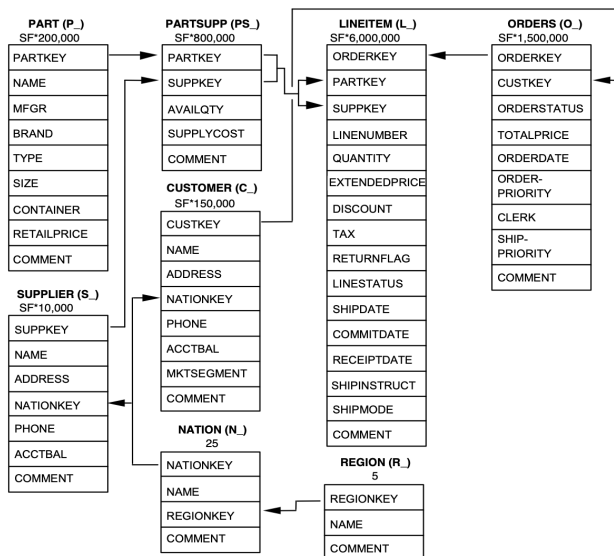 PART (P_)
SF*200,000
PARTKEY
NAME
MFGR
BRAND
TYPE
SIZE
CONTAINER
RETAILPRICE
COMMENT
SUPPLIER (S_)
SF*10,000
SUPPKEY
NAME
ADDRESS
NATIONKEY
PHONE
ACCTBAL
COMMENT
PARTSUPP (PS_)
SF*800,000
PARTKEY
SUPPKEY
AVAILQTY
SUPPLYCOST
COMMENT
CUSTOMER (C_)
SF*150,000
CUSTKEY
NAME
ADDRESS
NATIONKEY
PHONE
ACCTBAL
MKTSEGMENT
COMMENT
NATION (N_)
25
NATIONKEY
NAME
REGIONKEY
COMMENT
LINEITEM (L_)
SF*6,000,000
ORDERKEY
PARTKEY
SUPPKEY
LINENUMBER
QUANTITY
EXTENDEDPRICE
DISCOUNT
TAX
RETURNFLAG
LINESTATUS
SHIPDATE
COMMITDATE
RECEIPTDATE
SHIPINSTRUCT
SHIPMODE
COMMENT
REGION (R_)
5
REGIONKEY
NAME
COMMENT
ORDERS (O_)
SF*1,500,000
ORDERKEY
CUSTKEY
ORDERSTATUS
TOTALPRICE
ORDERDATE
ORDER-
PRIORITY
CLERK
SHIP-
PRIORITY
COMMENT